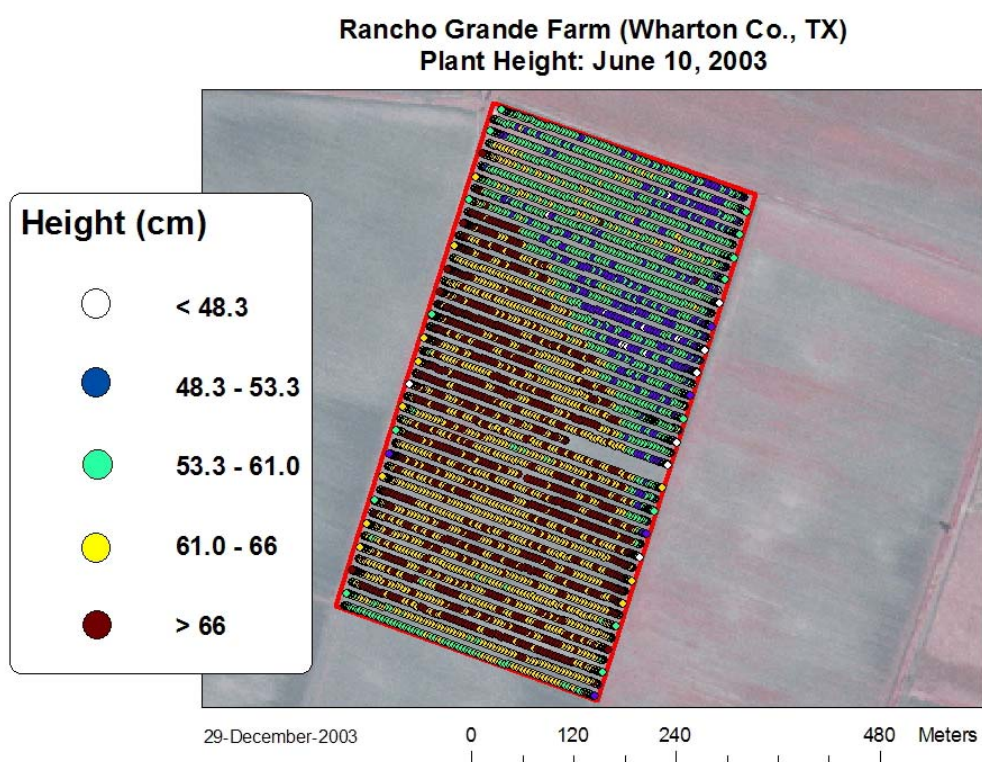 Rancho Grande Farm (Wharton Co., TX)
Plant Height: June 10, 2003
Height (cm)
< 48.3
48.3 - 53.3
53.3 - 61.0
61.0 - 66
> 66
29-December-2003 0 120 240 480 Meters